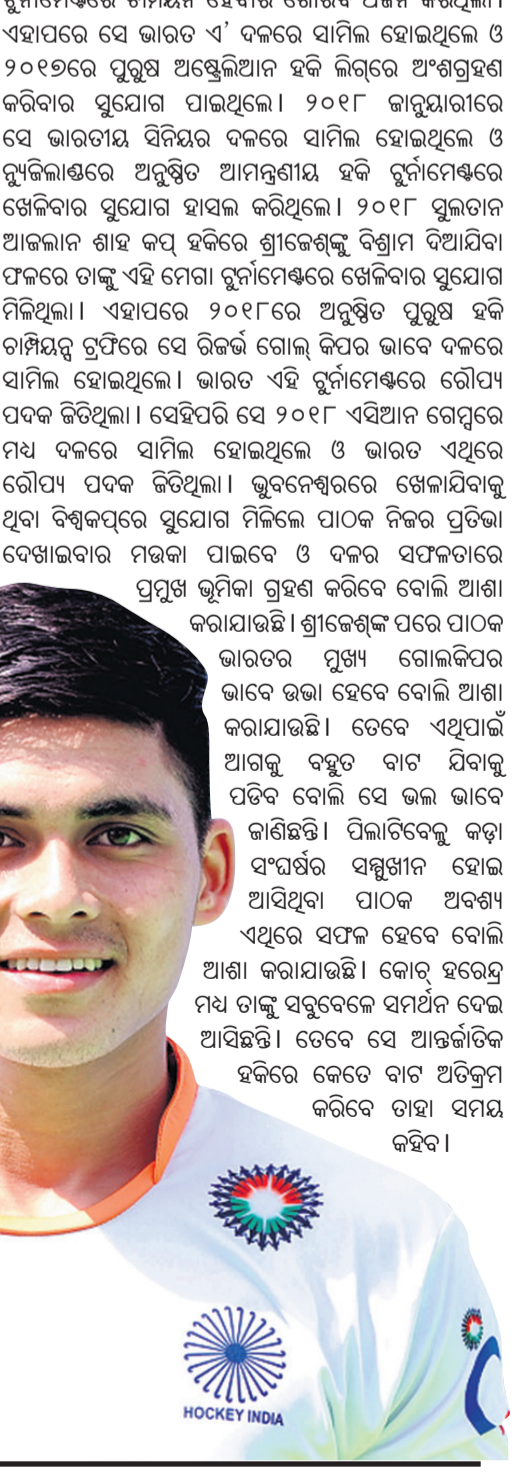 ଏହାପରେ ସେ ଭାରତ ଏ' ଦଳରେ ସାମିଲ ହୋଇଥିଲେ ଓ
୨୦୧୭ରେ ପୁରୁଷ ଅଷ୍ଟ୍ରେଲିଆନ ହକି ଲିଗ୍‌ରେ ଅଂଶଗ୍ରହଣ
କରିବାର ସୁଯୋଗ ପାଇଥିଲେ। ୨୦୧୮ ଜାନୁୟାରୀରେ
ସେ ଭାରତୀୟ ସିନିୟର ଦଳରେ ସାମିଲ ହୋଇଥିଲେ ଓ
ନ୍ୟୁଜିଲାଣ୍ଡରେ ଅନୁଷ୍ଠିତ ଆମନ୍ତ୍ରଣୀୟ ହକି ଟୁର୍ନାମେଣ୍ଟରେ
ଖେଳିବାର ସୁଯୋଗ ହାସଲ କରିଥିଲେ। ୨୦୧୮ ସୁଲତାନ
ଆଜଲାନ ଶାହ କପ୍ ହକିରେ ଶ୍ରୀଜେଶ୍‌ଙ୍କୁ ବିଶ୍ରାମ ଦିଆଯିବା
ଫଳରେ ତାଙ୍କୁ ଏହି ମେଗା ଟୁର୍ନାମେଣ୍ଟରେ ଖେଳିବାର ସୁଯୋଗ
ମିଳିଥିଲା। ଏହାପରେ ୨୦୧୮ରେ ଅନୁଷ୍ଠିତ ପୁରୁଷ ହକି
ଚାମ୍ପିୟନ୍ସ ଟ୍ରଫିରେ ସେ ରିଜର୍ଭ ଗୋଲ୍ କିପର ଭାବେ ଦଳରେ
ସାମିଲ ହୋଇଥିଲେ। ଭାରତ ଏହି ଟୁର୍ନାମେଣ୍ଟରେ ରୌପ୍ୟ
ପଦକ ଜିତିଥିଲା। ସେହିପରି ସେ ୨୦୧୮ ଏସିଆନ ଗେମ୍ସରେ
ମଧ୍ୟ ଦଳରେ ସାମିଲ ହୋଇଥିଲେ ଓ ଭାରତ ଏଥିରେ
ରୌପ୍ୟ ପଦକ ଜିତିଥିଲା। ଭୁବନେଶ୍ୱରରେ ଖେଳାଯିବାକୁ
ଥିବା ବିଶ୍ୱକପ୍‌ରେ ସୁଯୋଗ ମିଳିଲେ ପାଠକ ନିଜର ପ୍ରତିଭା
ଦେଖାଇବାର ମଉକା ପାଇବେ ଓ ଦଳର ସଫଳତାରେ
ପ୍ରମୁଖ ଭୂମିକା ଗ୍ରହଣ କରିବେ ବୋଲି ଆଶା
କରାଯାଉଛି। ଶ୍ରୀଜେଶ୍‌ଙ୍କ ପରେ ପାଠକ
ଭାରତର ମୁଖ୍ୟ ଗୋଲକିପର
ଭାବେ ଉଭା ହେବେ ବୋଲି ଆଶା
କରାଯାଉଛି। ତେବେ ଏଥିପାଇଁ
ଆଗକୁ ବହୁତ ବାଟ ଯିବାକୁ
ପଡିବ ବୋଲି ସେ ଭଲ ଭାବେ
ଜାଣିଛନ୍ତି। ପିଲାଟିବେଳୁ କଡ଼ା
ସଂଘର୍ଷର ସମ୍ମୁଖୀନ ହୋଇ
ଆସିଥିବା ପାଠକ ଅବଶ୍ୟ
ଏଥିରେ ସଫଳ ହେବେ ବୋଲି
ଆଶା କରାଯାଉଛି। କୋଚ୍ ହରେନ୍ଦ୍ର
ମଧ୍ୟ ତାଙ୍କୁ ସବୁବେଳେ ସମର୍ଥନ ଦେଇ
ଆସିଛନ୍ତି। ତେବେ ସେ ଆନ୍ତର୍ଜାତିକ
ହକିରେ କେତେ ବାଟ ଅତିକ୍ରମ
କରିବେ ତାହା ସମୟ
କହିବ।
HOCKEY INDIA